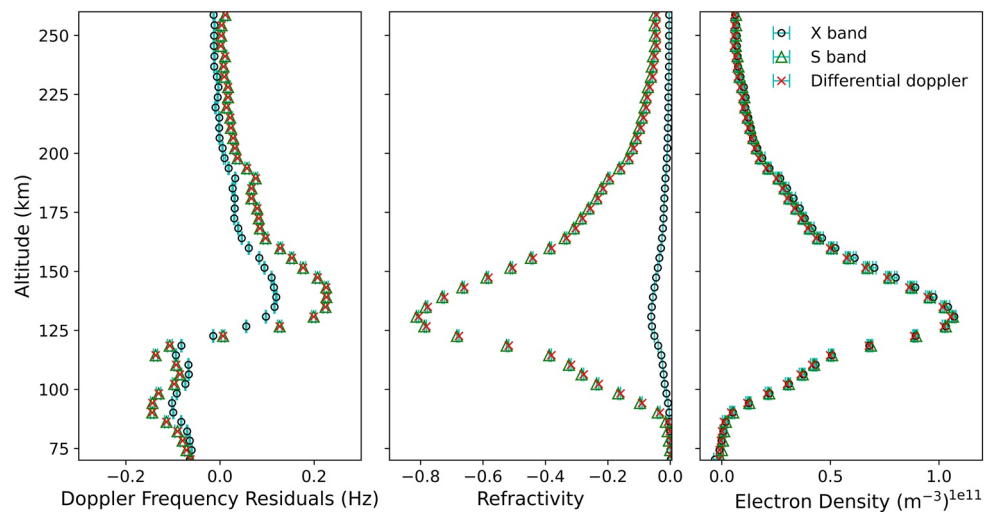 250
225
200
175
150
125
100
75
Altitude (km)
−0.2 0.0 0.2
Doppler Frequency Residuals (Hz)
−0.8 −0.6 −0.4 −0.2 0.0
Refractivity
X band
S band
Differential doppler
0.0 0.5 1.0
Electron Density (m⁻³)1e11